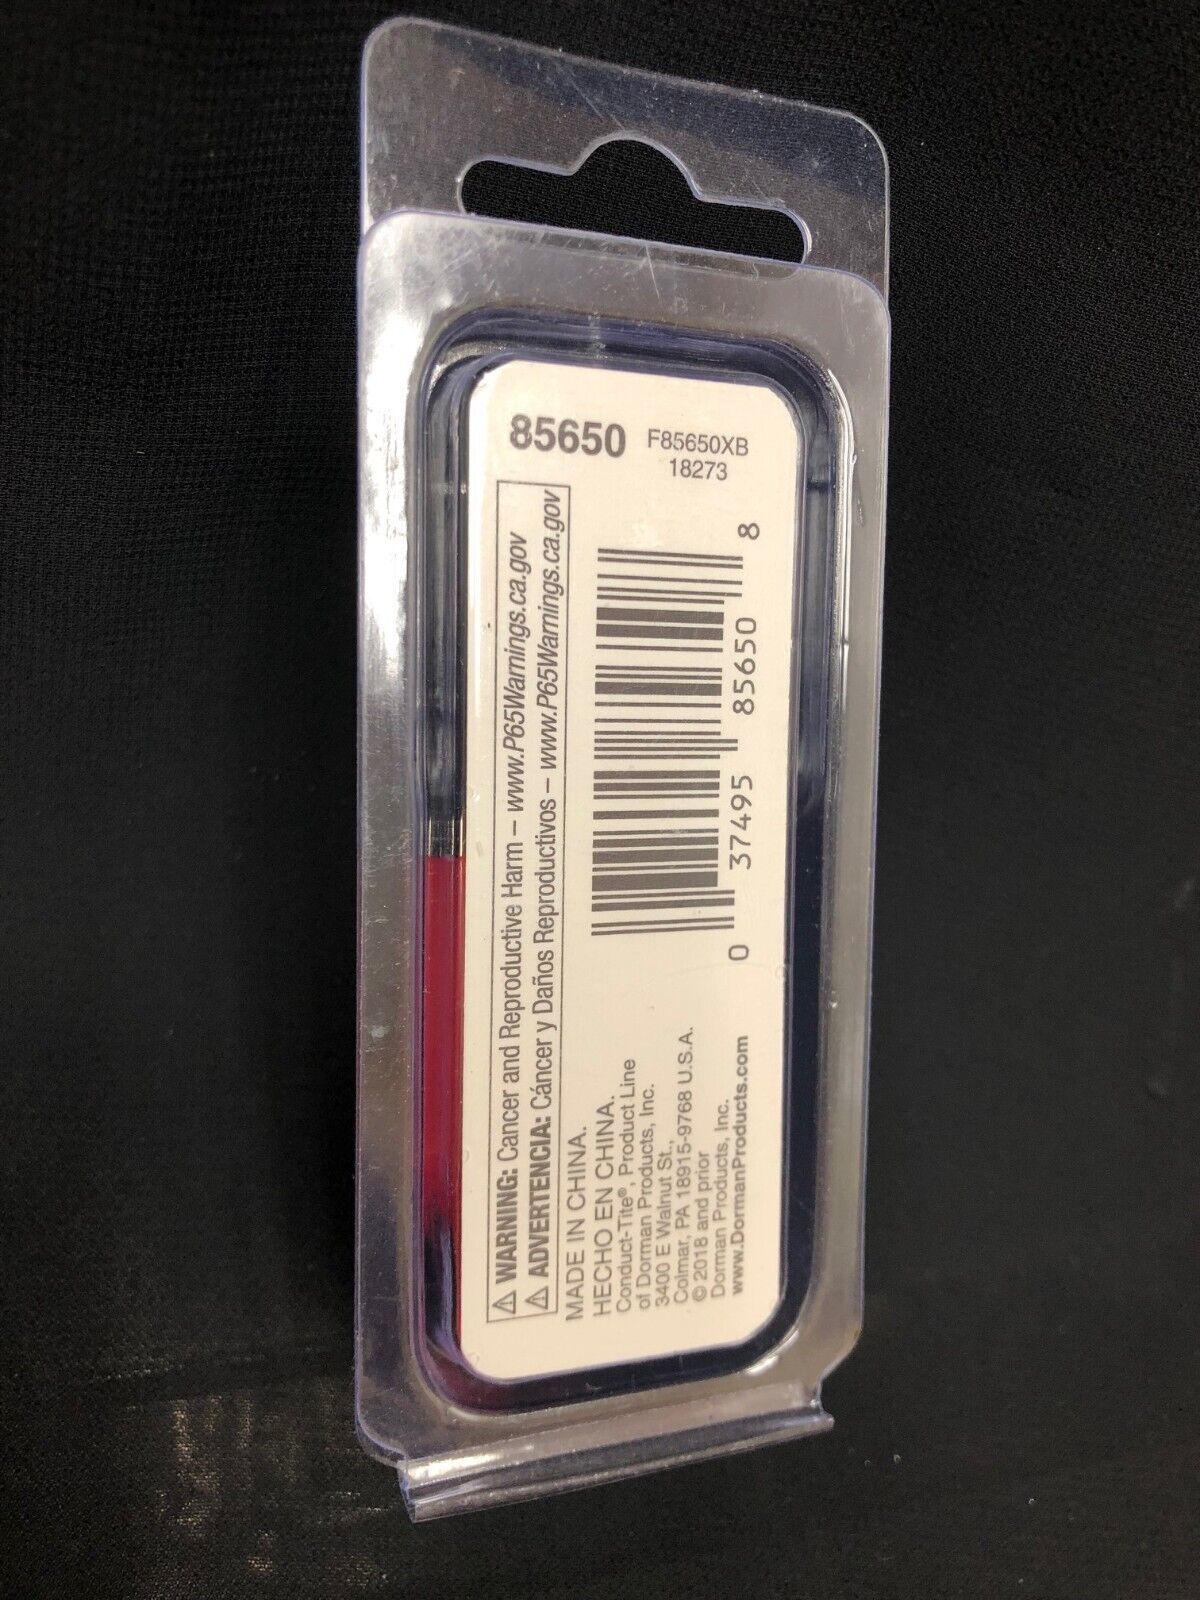 85650 F85650XB
18273
⚠ WARNING: Cancer and Reproductive Harm – www.P65Warnings.ca.gov
⚠ ADVERTENCIA: Cáncer y Daños Reproductivos – www.P65Warnings.ca.gov
MADE IN CHINA.
HECHO EN CHINA.
Conduct-Tite®, Product Line
of Dorman Products, Inc.
3400 E Walnut St.,
Colmar, PA 18915-9768 U.S.A.
© 2018 and prior
Dorman Products, Inc.
www.DormanProducts.com
0 37495 85650 8